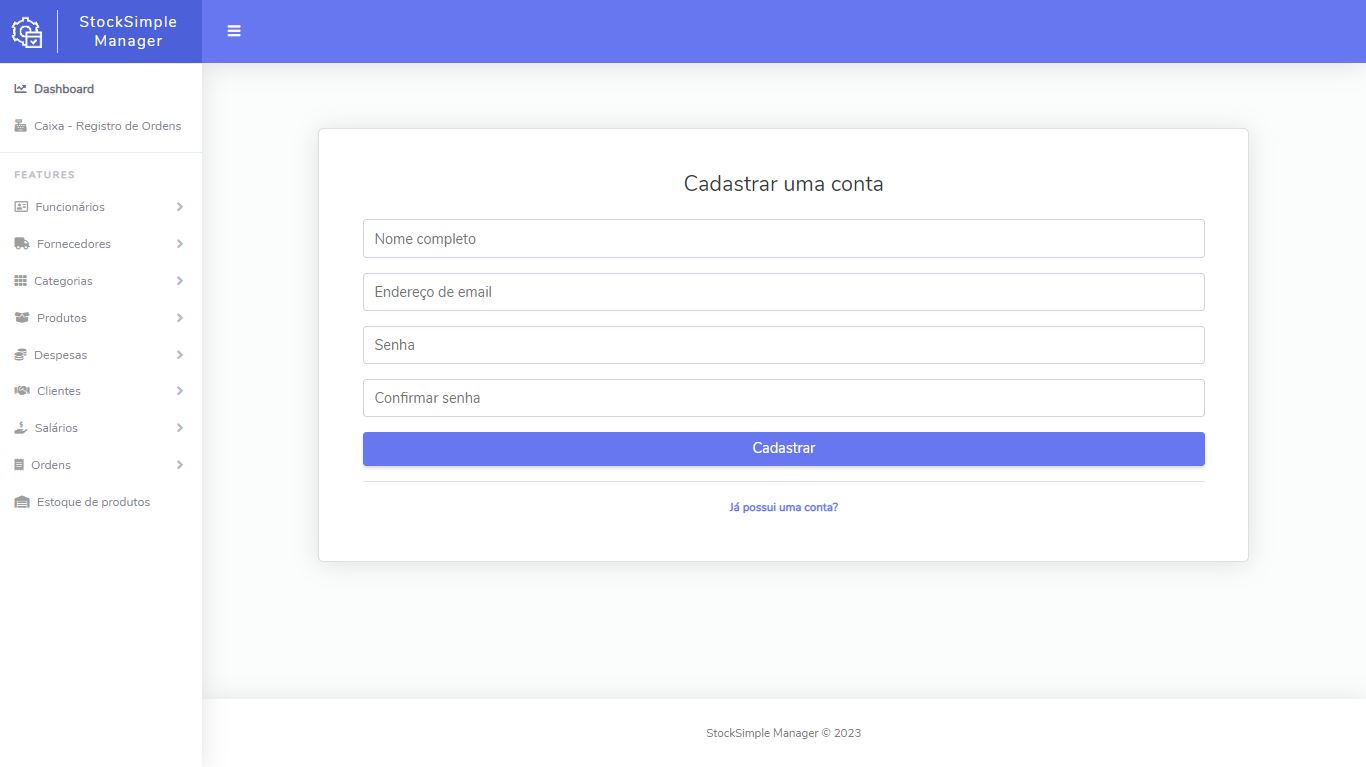 StockSimple
Manager
Dashboard
Caixa - Registro de Ordens
FEATURES
Funcionários
Fornecedores
Categorias
Produtos
Despesas
Clientes
Salários
Ordens
Estoque de produtos
Cadastrar uma conta
Nome completo
Endereço de email
Senha
Confirmar senha
Cadastrar
Já possui uma conta?
StockSimple Manager © 2023